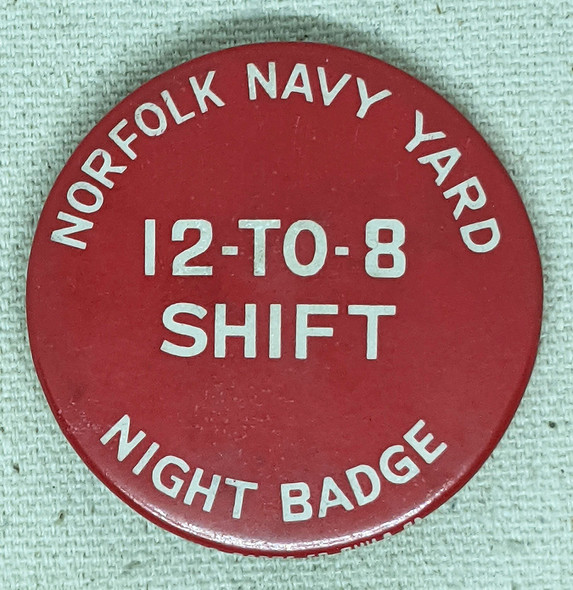 NORFOLK NAVY YARD
12-TO-8
SHIFT
NIGHT BADGE